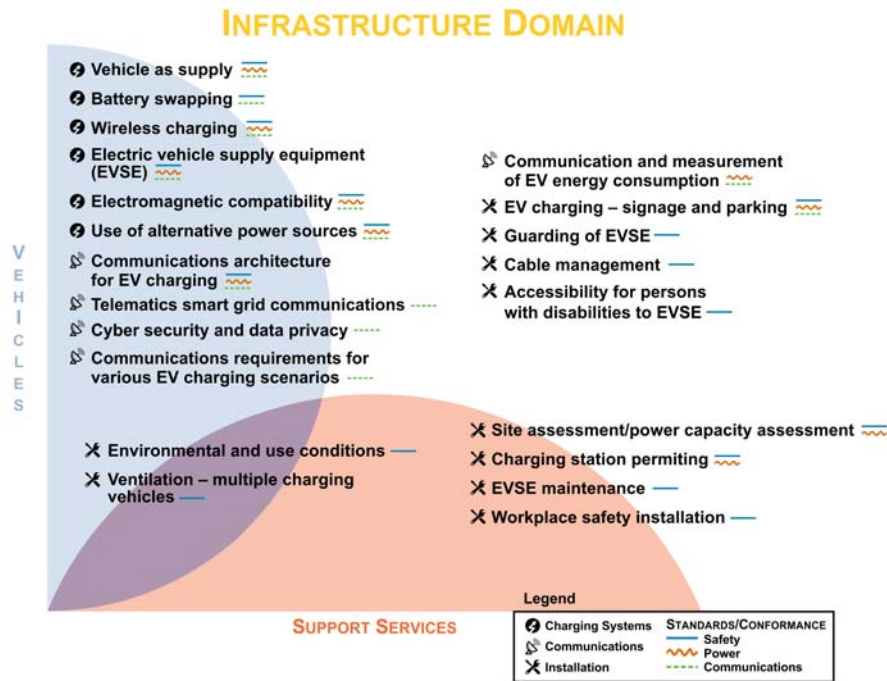 INFRASTRUCTURE DOMAIN
VEHICLES
Vehicle as supply
Battery swapping
Wireless charging
Electric vehicle supply equipment
(EVSE)
Electromagnetic compatibility
Use of alternative power sources
Communications architecture
for EV charging
Telematics smart grid communications
Cyber security and data privacy
Communications requirements for
various EV charging scenarios
Communication and measurement
of EV energy consumption
EV charging – signage and parking
Guarding of EVSE
Cable management
Accessibility for persons
with disabilities to EVSE
Environmental and use conditions
Ventilation – multiple charging
vehicles
Site assessment/power capacity assessment
Charging station permiting
EVSE maintenance
Workplace safety installation
SUPPORT SERVICES
Legend
Charging Systems
Communications
Installation
STANDARDS/CONFORMANCE
Safety
Power
Communications